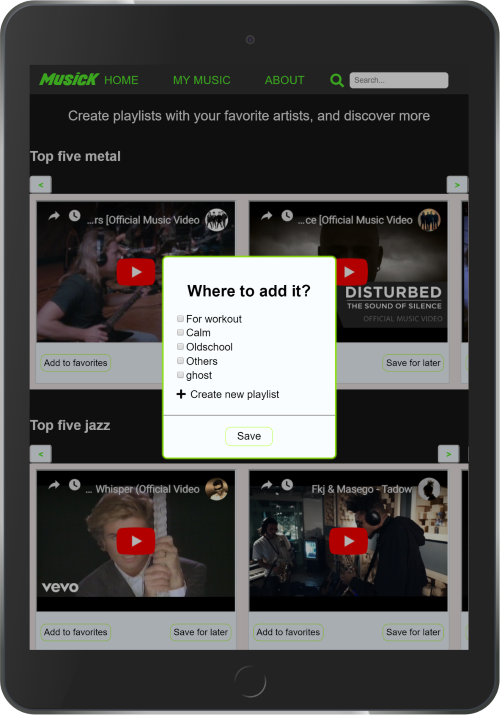 MusicK HOME MY MUSIC ABOUT Search...
Create playlists with your favorite artists, and discover more
Top five metal
< >
...rs [Official Music Video ...ce [Official Music Video
DISTURBED
THE SOUND OF SILENCE
OFFICIAL MUSIC VIDEO
Add to favorites Save for later
Where to add it?
For workout
Calm
Oldschool
Others
ghost
+ Create new playlist
Save
Top five jazz
< >
... Whisper (Official Video Fkj & Masego - Tadow
vevo
Add to favorites Save for later Add to favorites Save for later